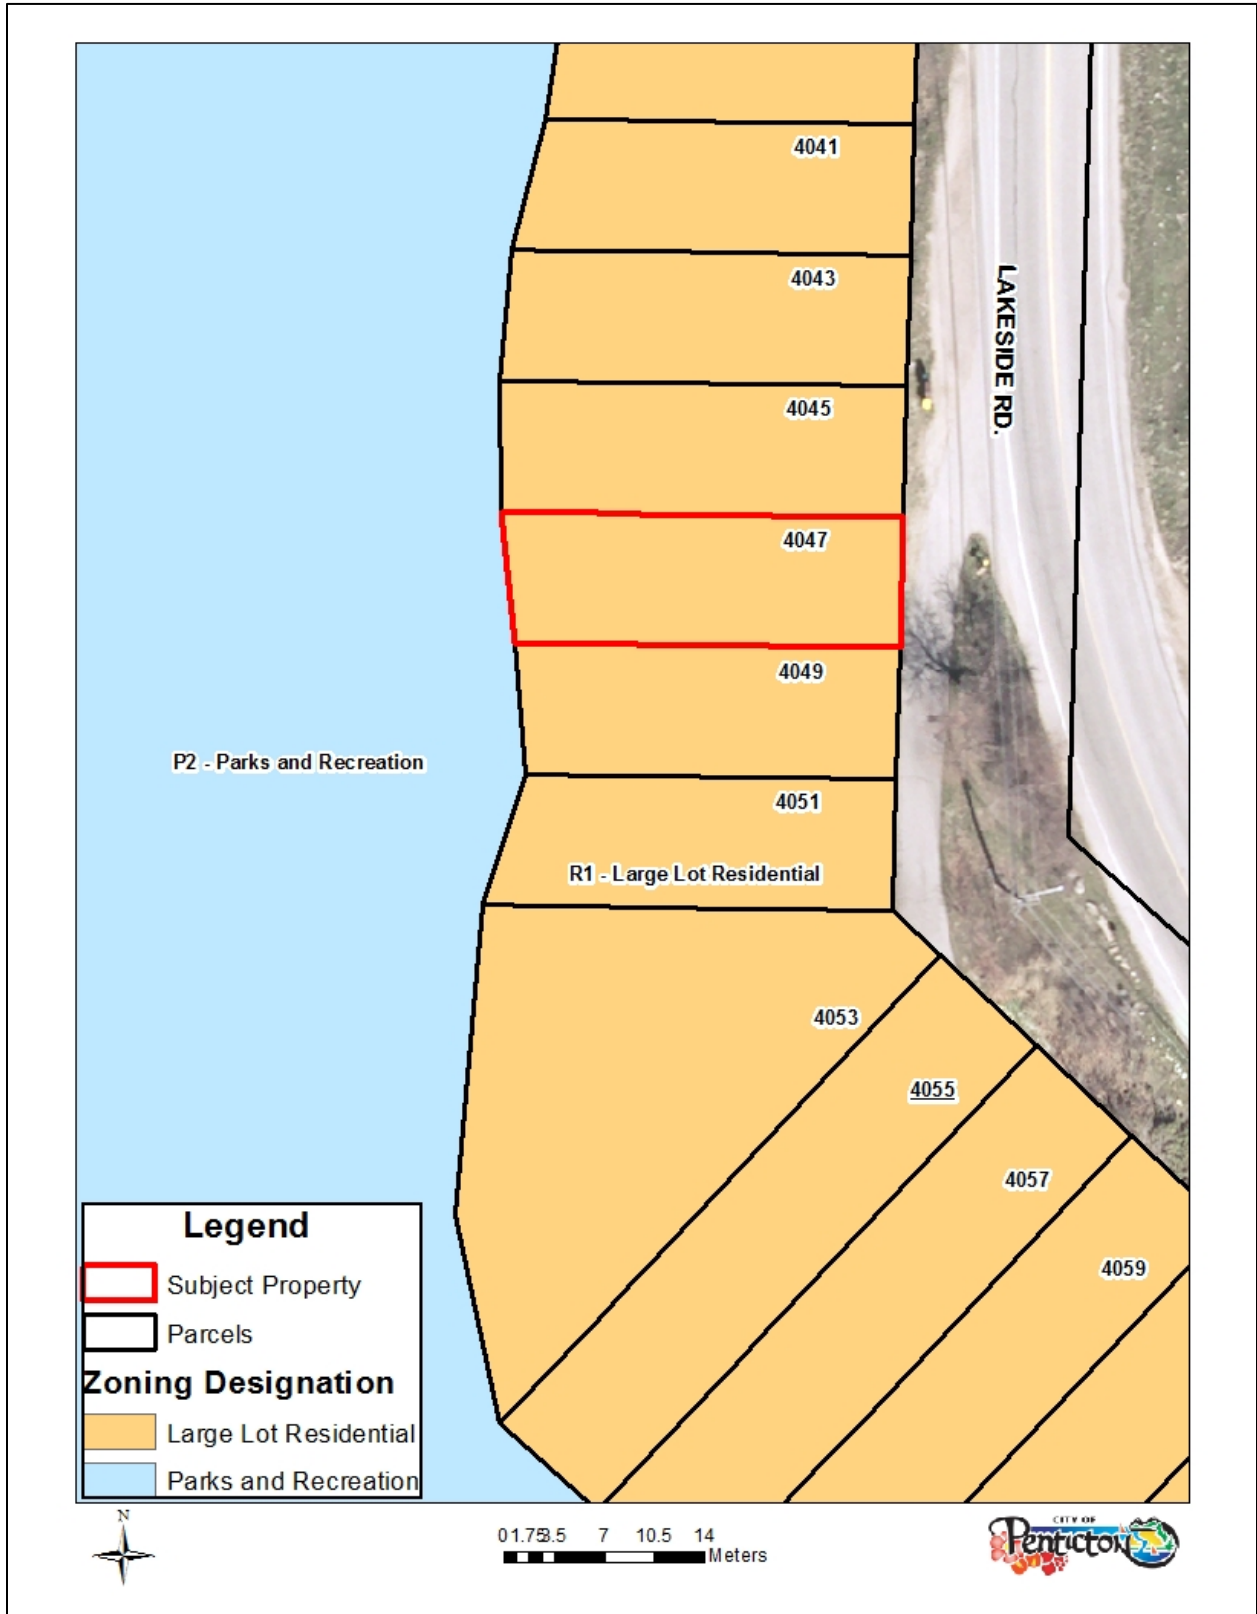 4041
4043
LAKESIDE RD.
4045
4047
4049
P2 - Parks and Recreation
4051
R1 - Large Lot Residential
4053
4055
4057
4059
Legend
Subject Property
Parcels
Zoning Designation
Large Lot Residential
Parks and Recreation
N
0 1.75 3.5 7 10.5 14
Meters
CITY OF
Penticton